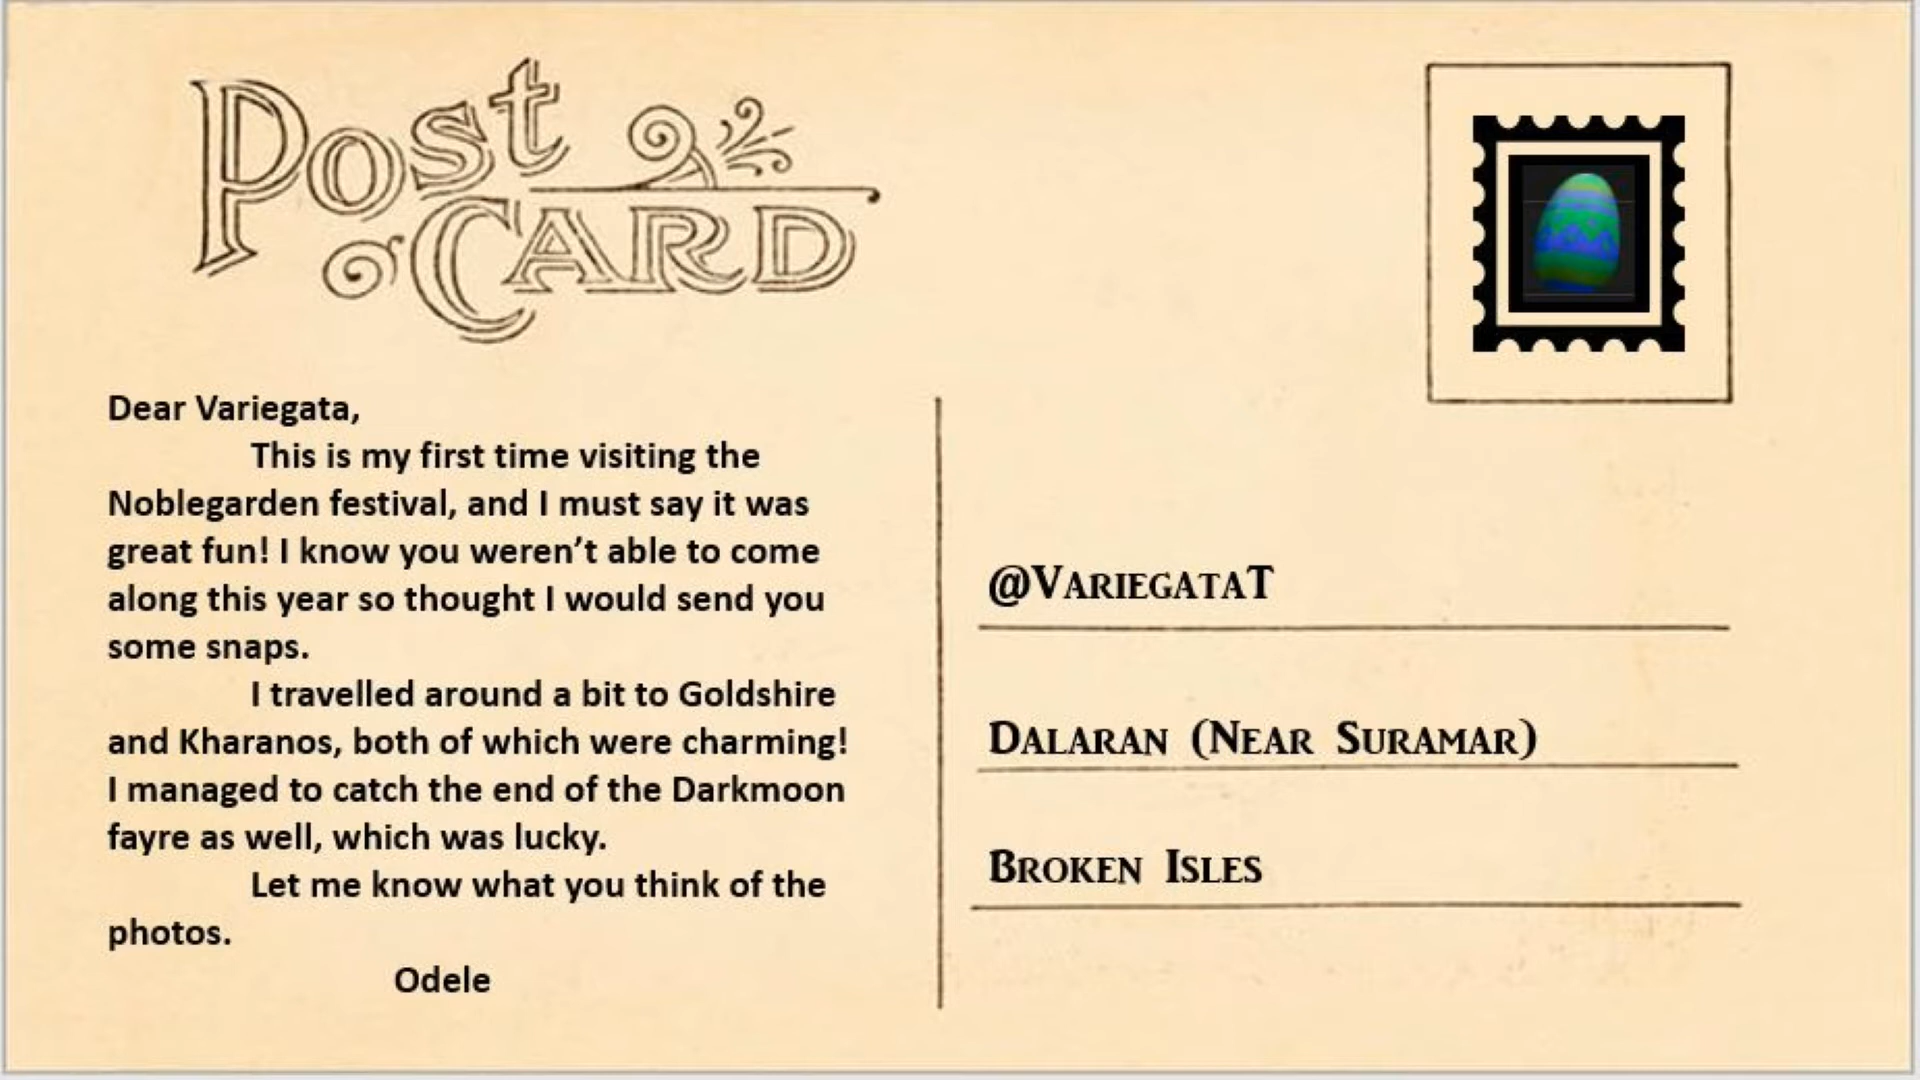 Post
Card
Dear Variegata,
This is my first time visiting the
Noblegarden festival, and I must say it was
great fun! I know you weren’t able to come
along this year so thought I would send you
some snaps.
I travelled around a bit to Goldshire
and Kharanos, both of which were charming!
I managed to catch the end of the Darkmoon
fayre as well, which was lucky.
Let me know what you think of the
photos.
Odele
@VariegataT
Dalaran (Near Suramar)
Broken Isles